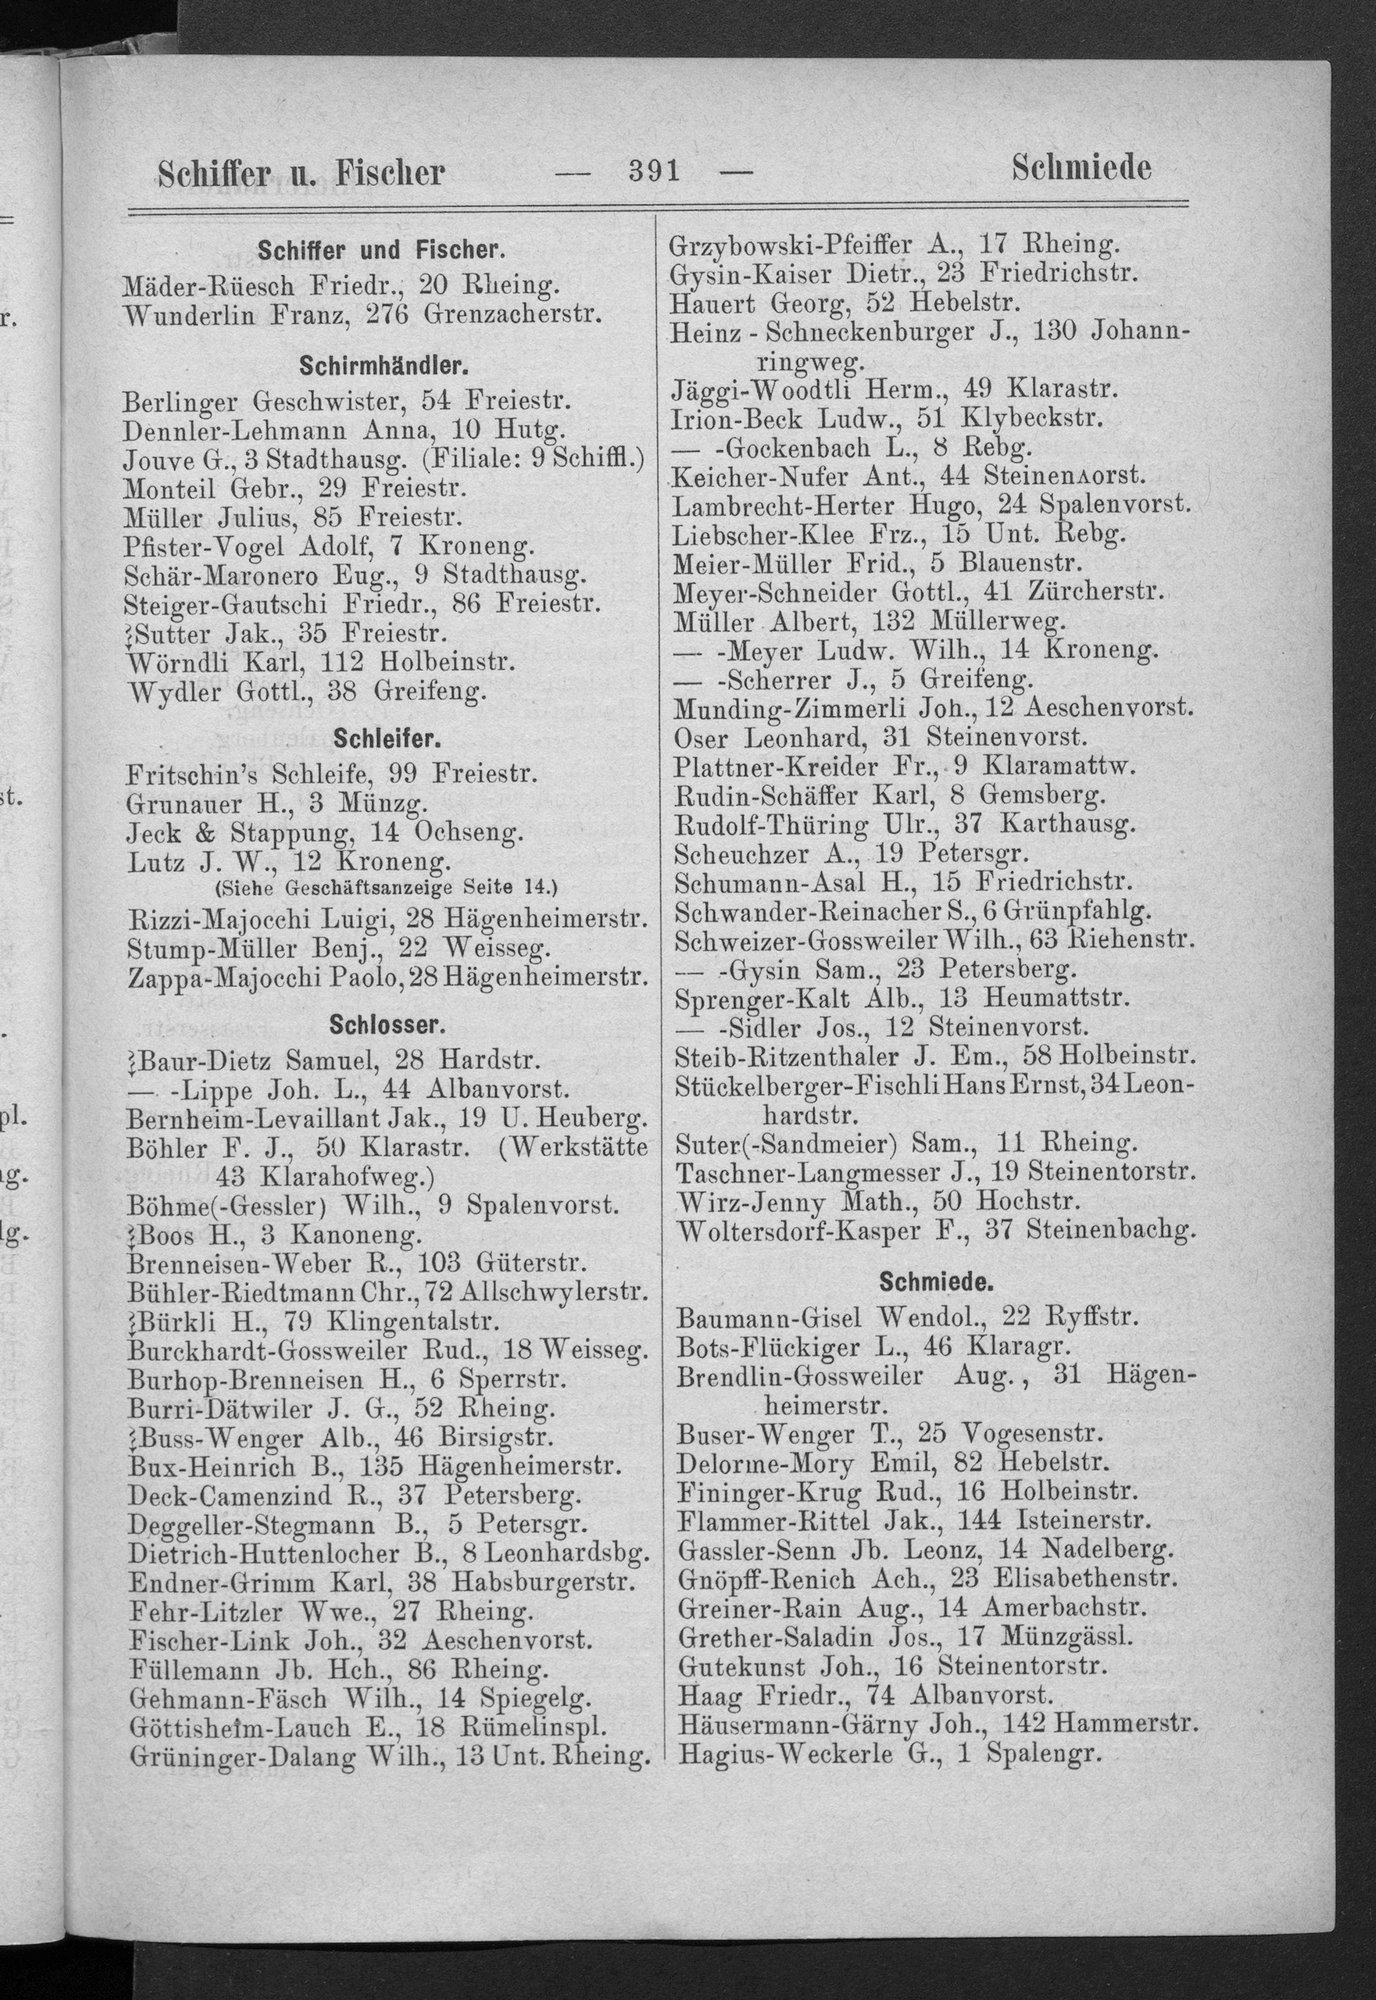 Schiffer u. Fischer — 391 — Schmiede
Schiffer und Fischer.
Mäder-Rüesch Friedr., 20 Rheing.
Wunderlin Franz, 276 Grenzacherstr.
Schirmhändler.
Berlinger Geschwister, 54 Freiestr.
Dennler-Lehmann Anna, 10 Hutg.
Jouve G., 3 Stadthausg. (Filiale: 9 Schiffl.)
Monteil Gebr., 29 Freiestr.
Müller Julius, 85 Freiestr.
Pfister-Vogel Adolf, 7 Kroneng.
Schär-Maronero Eug., 9 Stadthausg.
Steiger-Gautschi Friedr., 86 Freiestr.
Sutter Jak., 35 Freiestr.
Wörndli Karl, 112 Holbeinstr.
Wydler Gottl., 38 Greifeng.
Schleifer.
Fritschin's Schleife, 99 Freiestr.
Grunauer H., 3 Münzg.
Jeck & Stappung, 14 Ochseng.
Lutz J. W., 12 Kroneng.
(Siehe Geschäftsanzeige Seite 14.)
Rizzi-Majocchi Luigi, 28 Hägenheimerstr.
Stump-Müller Benj., 22 Weisseg.
Zappa-Majocchi Paolo, 28 Hägenheimerstr.
Schlosser.
Baur-Dietz Samuel, 28 Hardstr.
— -Lippe Joh. L., 44 Albanvorst.
Bernheim-Levaillant Jak., 19 U. Heuberg.
Böhler F. J., 50 Klarastr. (Werkstätte
43 Klarahofweg.)
Böhme(-Gessler) Wilh., 9 Spalenvorst.
Boos H., 3 Kanoneng.
Brenneisen-Weber R., 103 Güterstr.
Bühler-Riedtmann Chr., 72 Allschwylerstr.
Bürkli H., 79 Klingentalstr.
Burckhardt-Gossweiler Rud., 18 Weisseg.
Burhop-Brenneisen H., 6 Sperrstr.
Burri-Dätwiler J. G., 52 Rheing.
Buss-Wenger Alb., 46 Birsigstr.
Bux-Heinrich B., 135 Hägenheimerstr.
Deck-Camenzind R., 37 Petersberg.
Deggeller-Stegmann B., 5 Petersgr.
Dietrich-Huttenlocher B., 8 Leonhardsbg.
Endner-Grimm Karl, 38 Habsburgerstr.
Fehr-Litzler Wwe., 27 Rheing.
Fischer-Link Joh., 32 Aeschenvorst.
Füllemann Jb. Hch., 86 Rheing.
Gehmann-Fäsch Wilh., 14 Spiegelg.
Göttisheim-Lauch E., 18 Rümelinspl.
Grüninger-Dalang Wilh., 13 Unt. Rheing.
Grzybowski-Pfeiffer A., 17 Rheing.
Gysin-Kaiser Dietr., 23 Friedrichstr.
Hauert Georg, 52 Hebelstr.
Heinz - Schneckenburger J., 130 Johann-
ringweg.
Jäggi-Woodtli Herm., 49 Klarastr.
Irion-Beck Ludw., 51 Klybeckstr.
— -Gockenbach L., 8 Rebg.
Keicher-Nufer Ant., 44 Steinenvorst.
Lambrecht-Herter Hugo, 24 Spalenvorst.
Liebscher-Klee Frz., 15 Unt. Rebg.
Meier-Müller Frid., 5 Blauenstr.
Meyer-Schneider Gottl., 41 Zürcherstr.
Müller Albert, 132 Müllerweg.
— -Meyer Ludw. Wilh., 14 Kroneng.
— -Scherrer J., 5 Greifeng.
Munding-Zimmerli Joh., 12 Aeschenvorst.
Oser Leonhard, 31 Steinenvorst.
Plattner-Kreider Fr., 9 Klaramattw.
Rudin-Schäffer Karl, 8 Gemsberg.
Rudolf-Thüring Ulr., 37 Karthausg.
Scheuchzer A., 19 Petersgr.
Schumann-Asal H., 15 Friedrichstr.
Schwander-Reinacher S., 6 Grünpfahlg.
Schweizer-Gossweiler Wilh., 63 Riehenstr.
— -Gysin Sam., 23 Petersberg.
Sprenger-Kalt Alb., 13 Heumattstr.
— -Sidler Jos., 12 Steinenvorst.
Steib-Ritzenthaler J. Em., 58 Holbeinstr.
Stückelberger-Fischli Hans Ernst, 34 Leon-
hardstr.
Suter(-Sandmeier) Sam., 11 Rheing.
Taschner-Langmesser J., 19 Steinentorstr.
Wirz-Jenny Math., 50 Hochstr.
Woltersdorf-Kasper F., 37 Steinenbachg.
Schmiede.
Baumann-Gisel Wendol., 22 Ryffstr.
Bots-Flückiger L., 46 Klaragr.
Brendlin-Gossweiler Aug., 31 Hägen-
heimerstr.
Buser-Wenger T., 25 Vogesenstr.
Delorme-Mory Emil, 82 Hebelstr.
Fininger-Krug Rud., 16 Holbeinstr.
Flammer-Rittel Jak., 144 Isteinerstr.
Gassler-Senn Jb. Leonz, 14 Nadelberg.
Gnöpff-Renich Ach., 23 Elisabethenstr.
Greiner-Rain Aug., 14 Amerbachstr.
Grether-Saladin Jos., 17 Münzgässl.
Gutekunst Joh., 16 Steinentorstr.
Haag Friedr., 74 Albanvorst.
Häusermann-Gärny Joh., 142 Hammerstr.
Hagius-Weckerle G., 1 Spalengr.